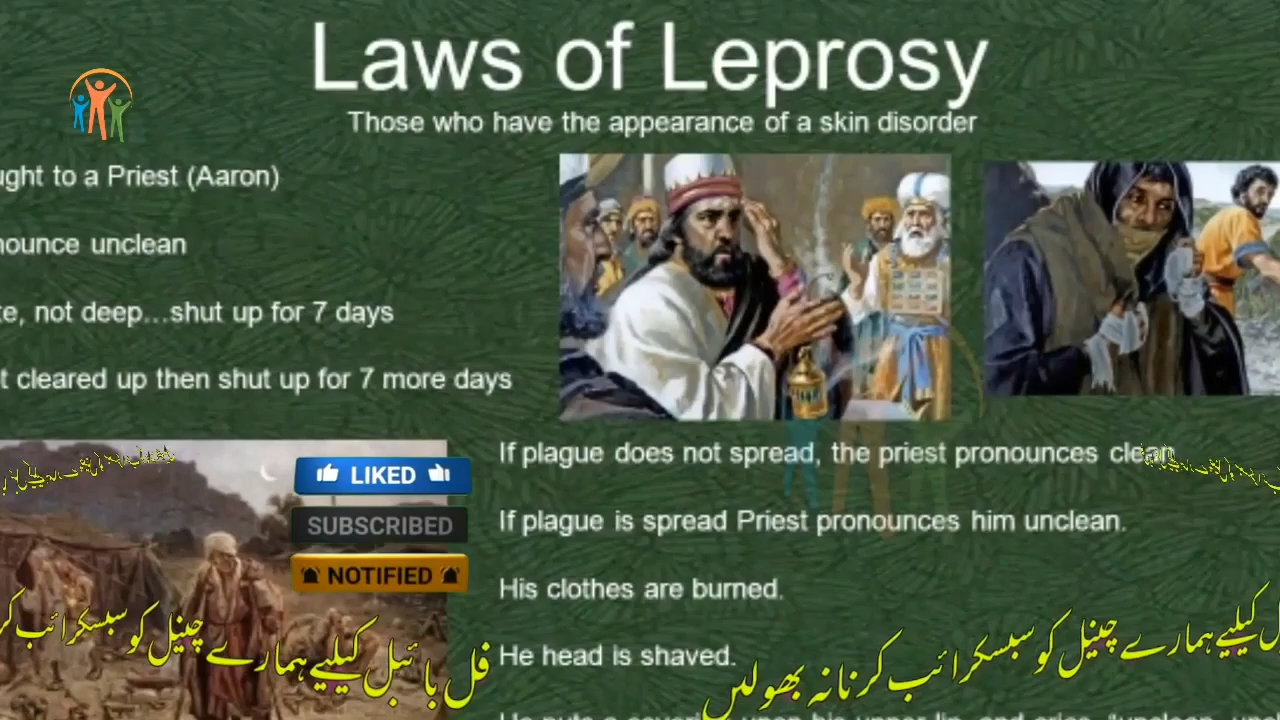 Laws of Leprosy
Those who have the appearance of a skin disorder
ught to a Priest (Aaron)
nounce unclean
te, not deep...shut up for 7 days
t cleared up then shut up for 7 more days
If plague does not spread, the priest pronounces clean
LIKED
SUBSCRIBED
If plague is spread Priest pronounces him unclean.
NOTIFIED
His clothes are burned.
He head is shaved.
فل بائبل کیلیے ہمارے چینل کو سبسکرائب کر
کیلیے ہمارے چینل کو سبسکرائب کرنا نہ بھولیں